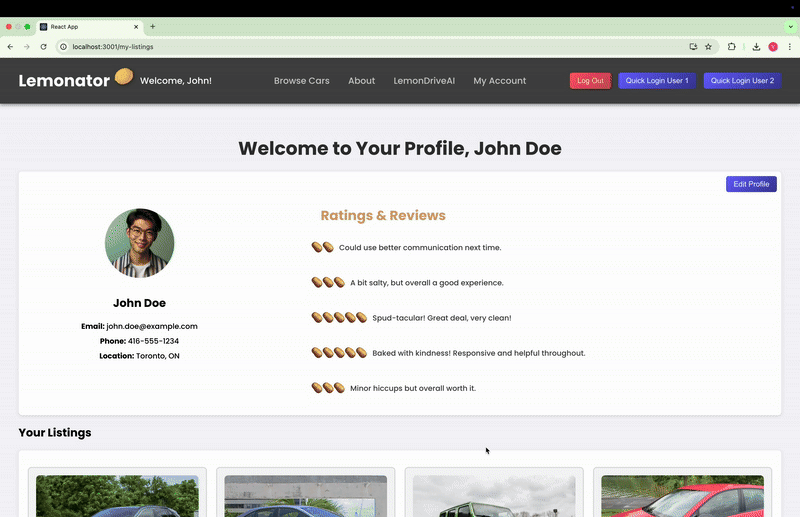 React App
localhost:3001/my-listings
Y
Lemonator
Welcome, John!
Browse Cars
About
LemonDriveAI
My Account
Log Out
Quick Login User 1
Quick Login User 2
Welcome to Your Profile, John Doe
Edit Profile
Ratings & Reviews
Could use better communication next time.
A bit salty, but overall a good experience.
Spud-tacular! Great deal, very clean!
Baked with kindness! Responsive and helpful throughout.
Minor hiccups but overall worth it.
John Doe
Email: john.doe@example.com
Phone: 416-555-1234
Location: Toronto, ON
Your Listings